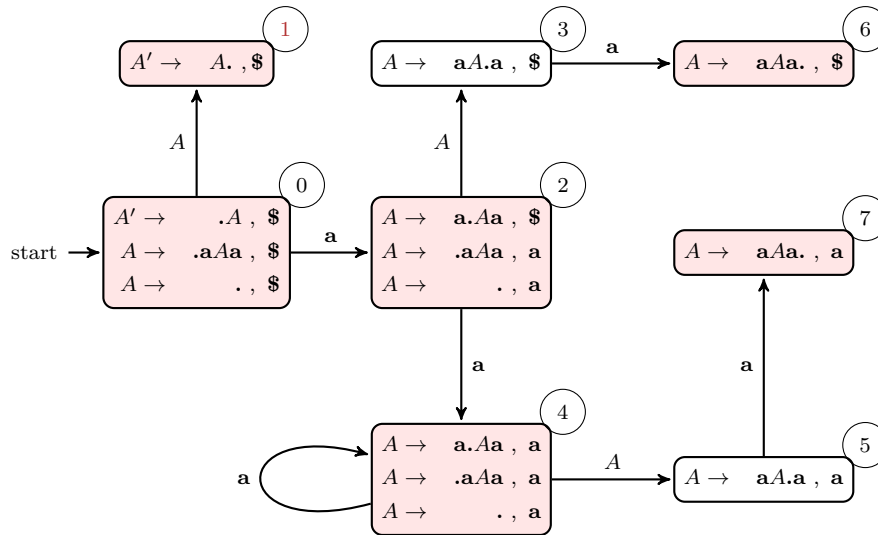 1
3
6
A′ → A. , $
A → aA.a , $
a
A → aAa. , $
A
A
0
2
7
start
A′ → .A , $
A → .aAa , $
A → . , $
a
A → a.Aa , $
A → .aAa , a
A → . , a
A → aAa. , a
a
a
4
5
a
A → a.Aa , a
A → .aAa , a
A → . , a
A
A → aA.a , a